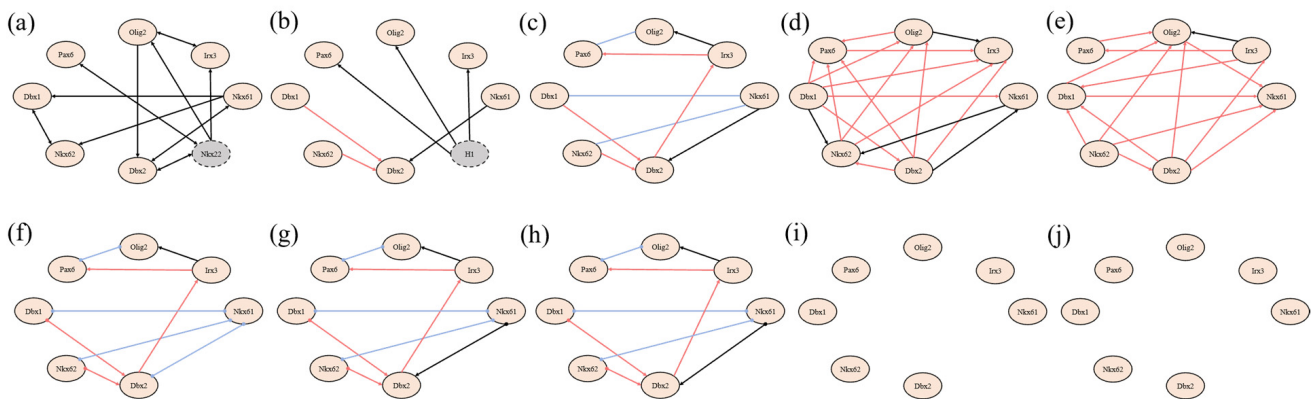 (a)
Olig2
Pax6
Irx3
Dbx1
Nkx61
Nkx62
Nkx22
Dbx2
(b)
Olig2
Pax6
Irx3
Dbx1
Nkx61
Nkx62
H1
Dbx2
(c)
Olig2
Pax6
Irx3
Dbx1
Nkx61
Nkx62
Dbx2
(d)
Olig2
Pax6
Irx3
Dbx1
Nkx61
Nkx62
Dbx2
(e)
Olig2
Pax6
Irx3
Dbx1
Nkx61
Nkx62
Dbx2
(f)
Olig2
Pax6
Irx3
Dbx1
Nkx61
Nkx62
Dbx2
(g)
Olig2
Pax6
Irx3
Dbx1
Nkx61
Nkx62
Dbx2
(h)
Olig2
Pax6
Irx3
Dbx1
Nkx61
Nkx62
Dbx2
(i)
Olig2
Pax6
Irx3
Dbx1
Nkx61
Nkx62
Dbx2
(j)
Olig2
Pax6
Irx3
Dbx1
Nkx61
Nkx62
Dbx2